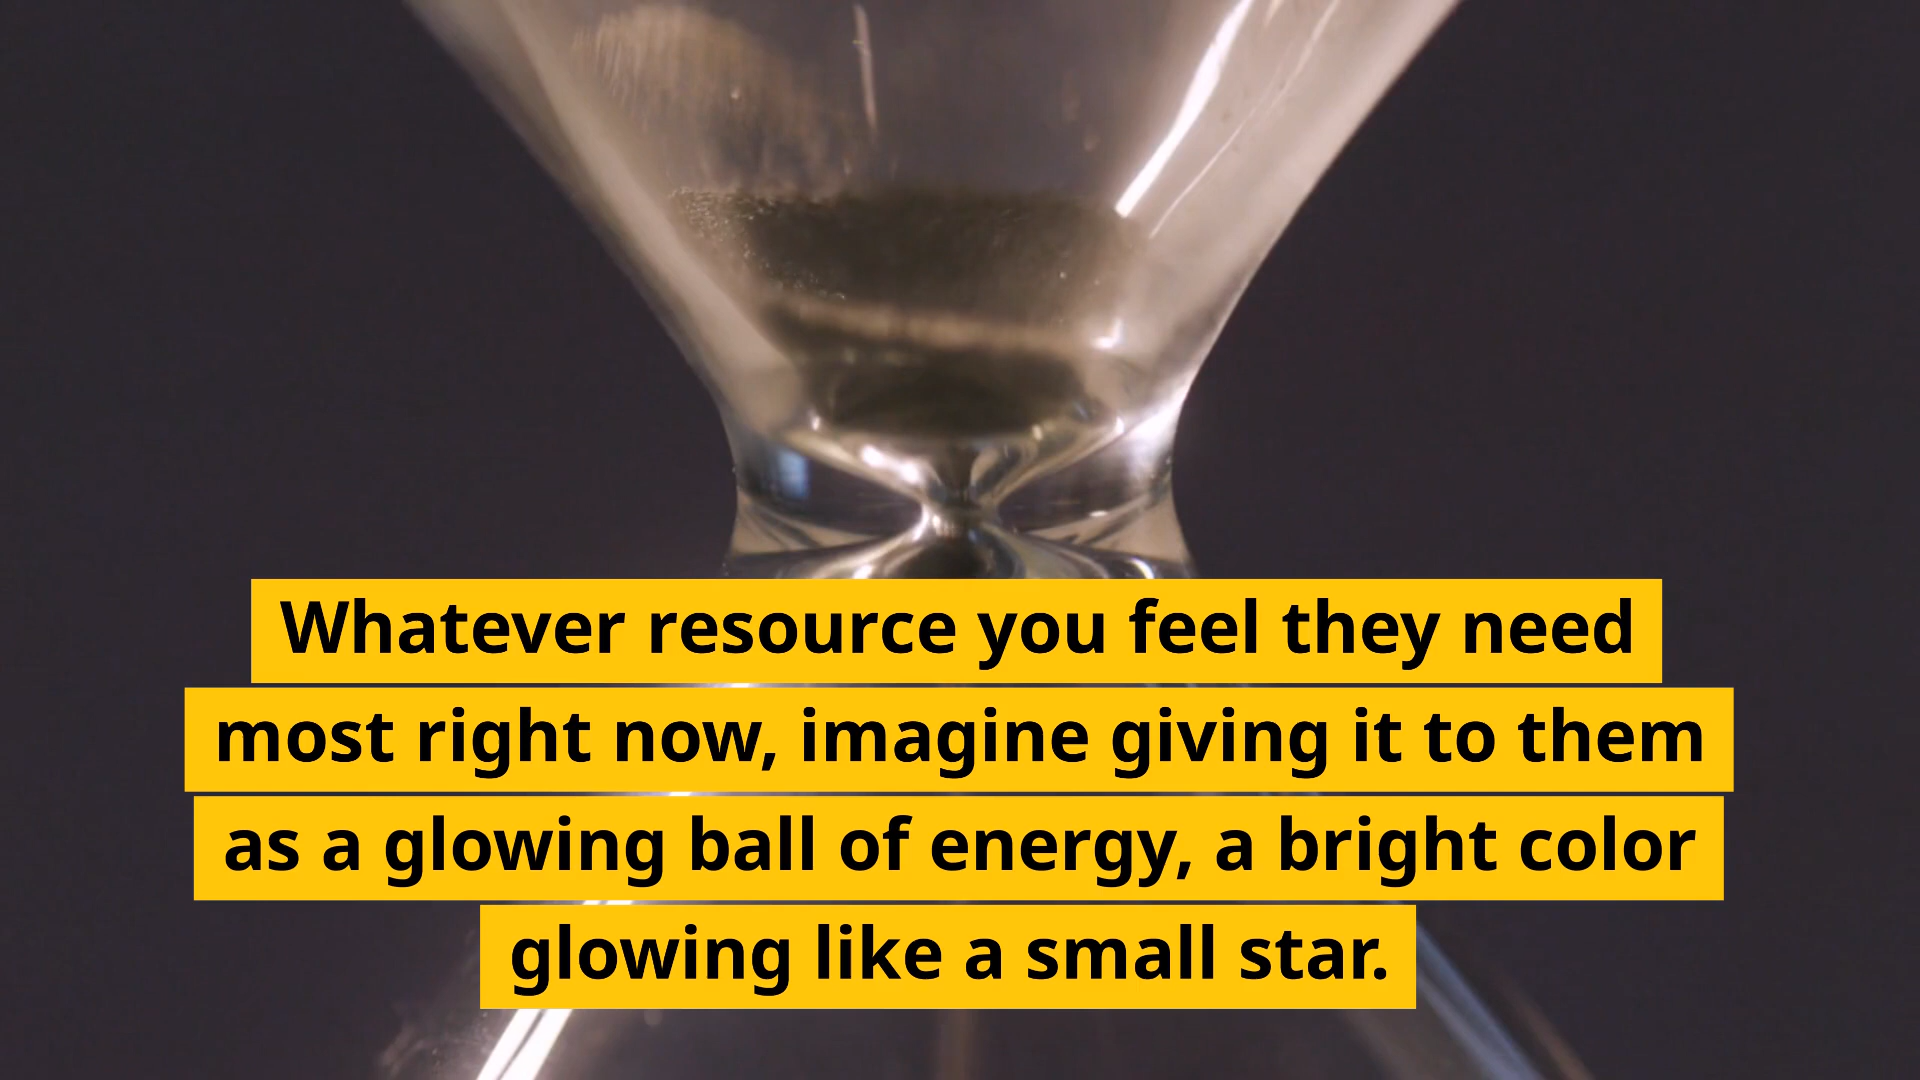 Whatever resource you feel they need
most right now, imagine giving it to them
as a glowing ball of energy, a bright color
glowing like a small star.